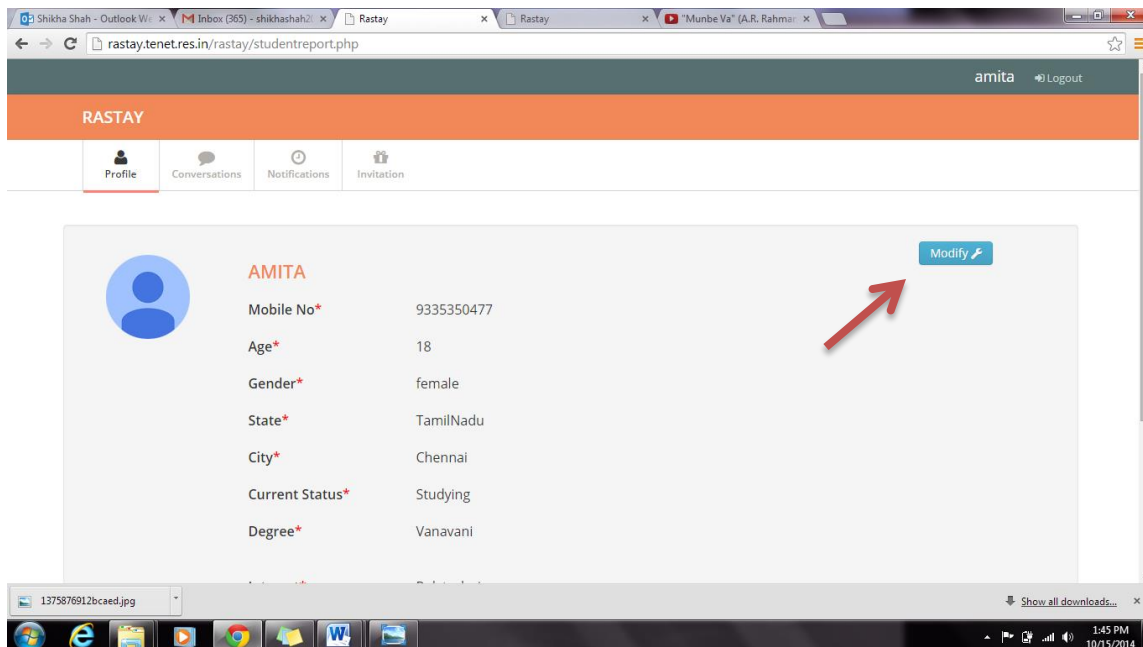 Shikha Shah - Outlook We
Inbox (365) - shikhashah20
Rastay
Rastay
"Munbe Va" (A.R. Rahman
rastay.tenet.res.in/rastay/studentreport.php
amita Logout
RASTAY
Profile Conversations Notifications Invitation
Modify
AMITA
Mobile No* 9335350477
Age* 18
Gender* female
State* TamilNadu
City* Chennai
Current Status* Studying
Degree* Vanavani
1375876912bcaed.jpg
Show all downloads...
1:45 PM
10/15/2014